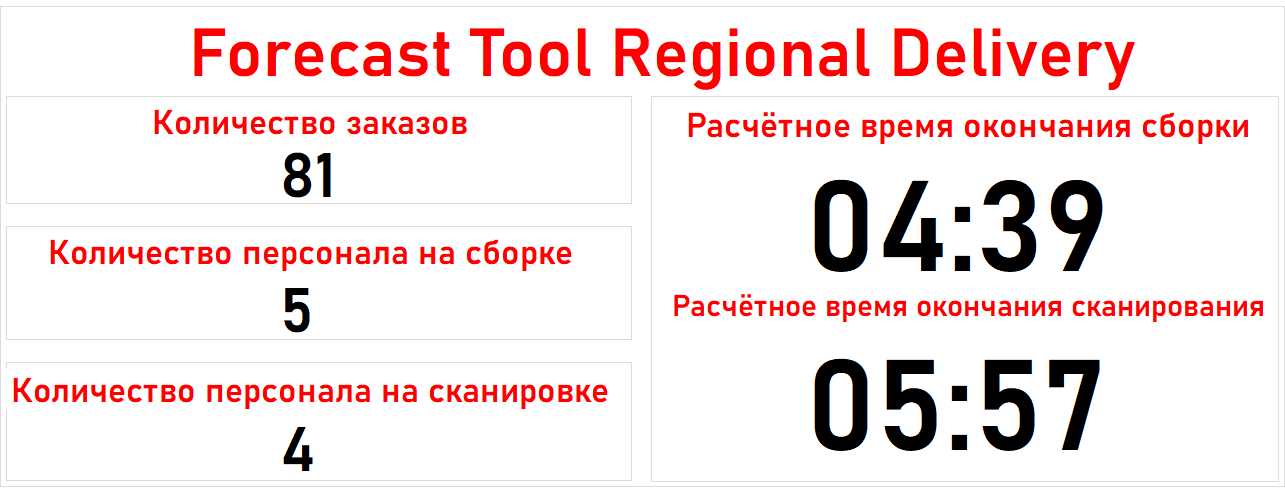 Forecast Tool Regional Delivery
Количество заказов
81
Количество персонала на сборке
5
Количество персонала на сканировке
4
Расчётное время окончания сборки
04:39
Расчётное время окончания сканирования
05:57